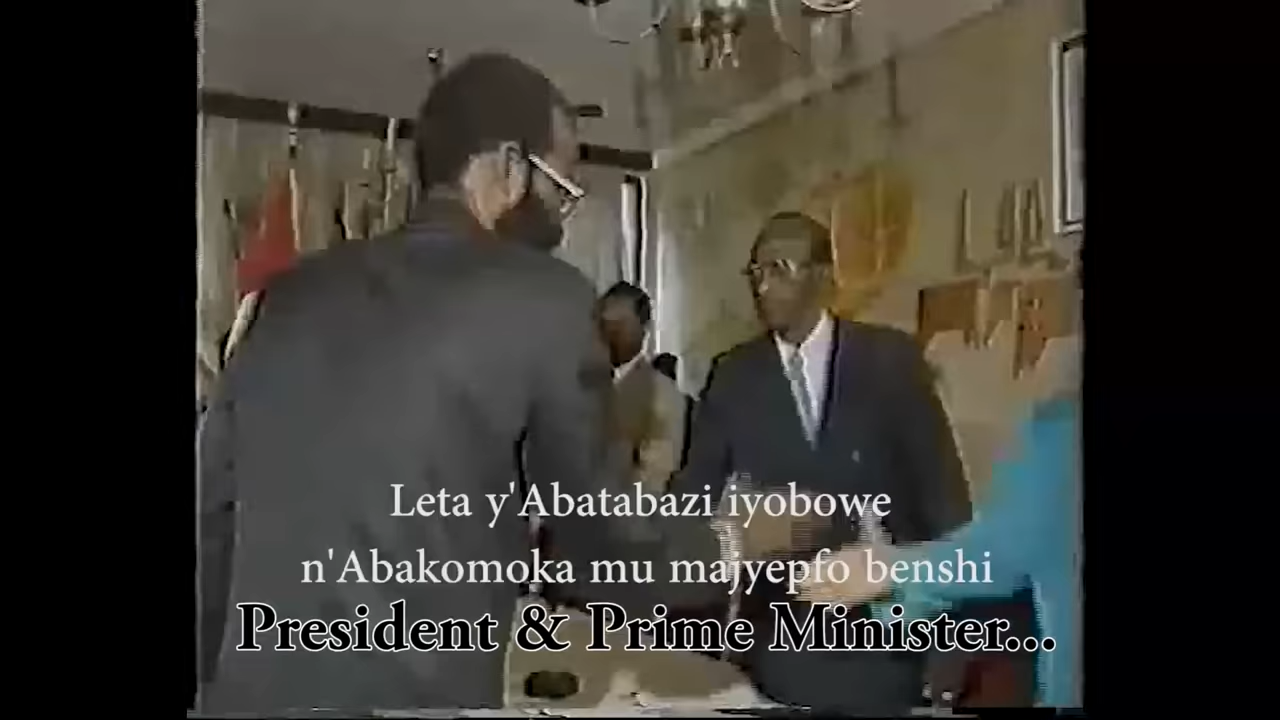 Leta y'Abatabazi iyobowe
n'Abakomoka mu majyepfo benshi
President & Prime Minister...